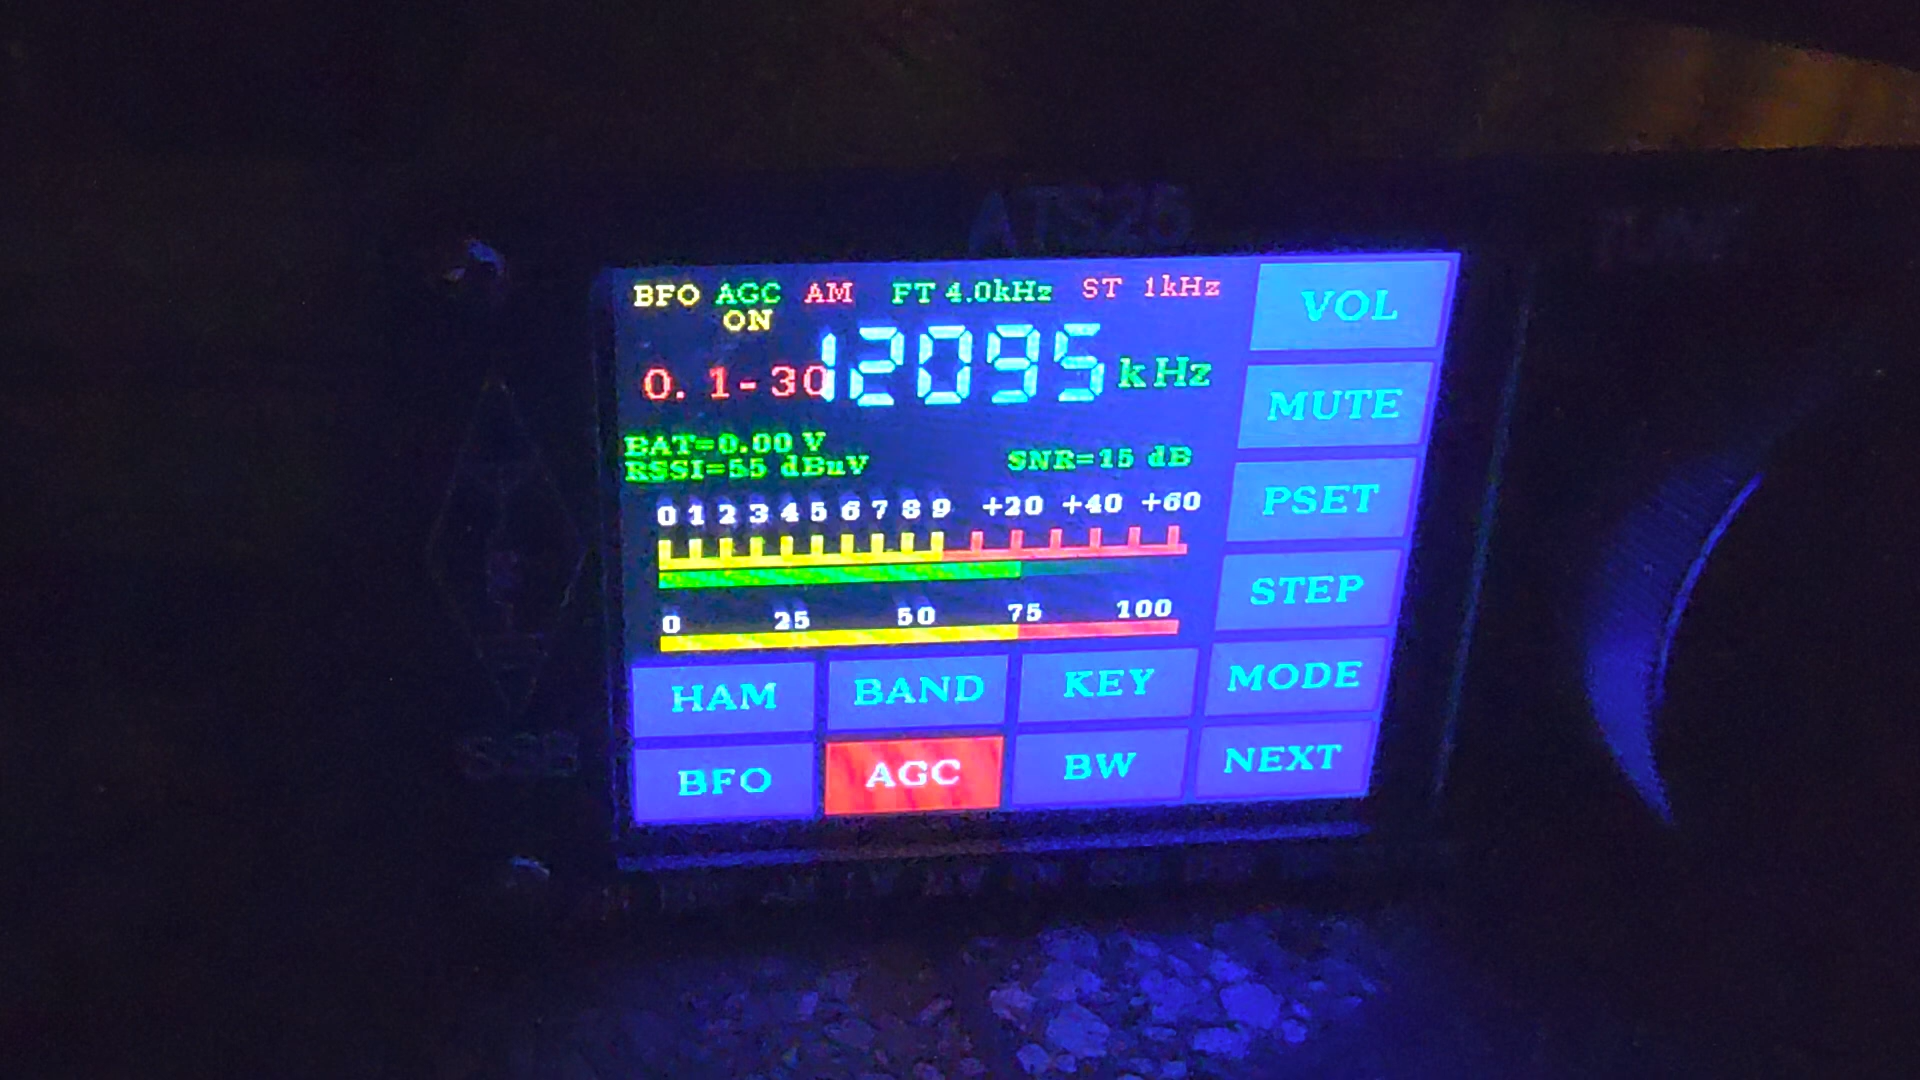 ATS25
TUNE
BFO AGC AM FT 4.0kHz ST 1kHz
ON
0.1-30 12095 kHz
BAT=0.00 V
RSSI=55 dBuV SNR=15 dB
0 1 2 3 4 5 6 7 8 9 +20 +40 +60
0 25 50 75 100
VOL
MUTE
PSET
STEP
HAM BAND KEY MODE
BFO AGC BW NEXT
SSB